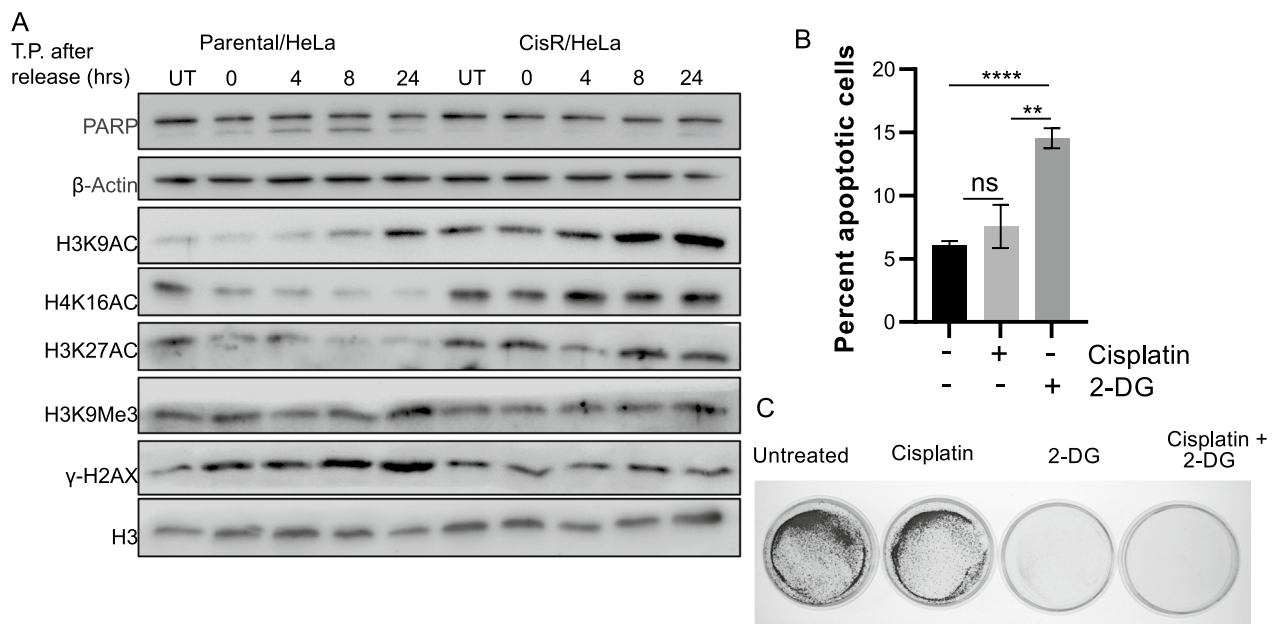 A
T.P. after
release (hrs)
Parental/HeLa
CisR/HeLa
UT 0 4 8 24 UT 0 4 8 24
PARP
β-Actin
H3K9AC
H4K16AC
H3K27AC
H3K9Me3
γ-H2AX
H3
B
Percent apoptotic cells
20
15
10
5
0
****
**
ns
- + - Cisplatin
- - + 2-DG
C
Untreated
Cisplatin
2-DG
Cisplatin +
2-DG